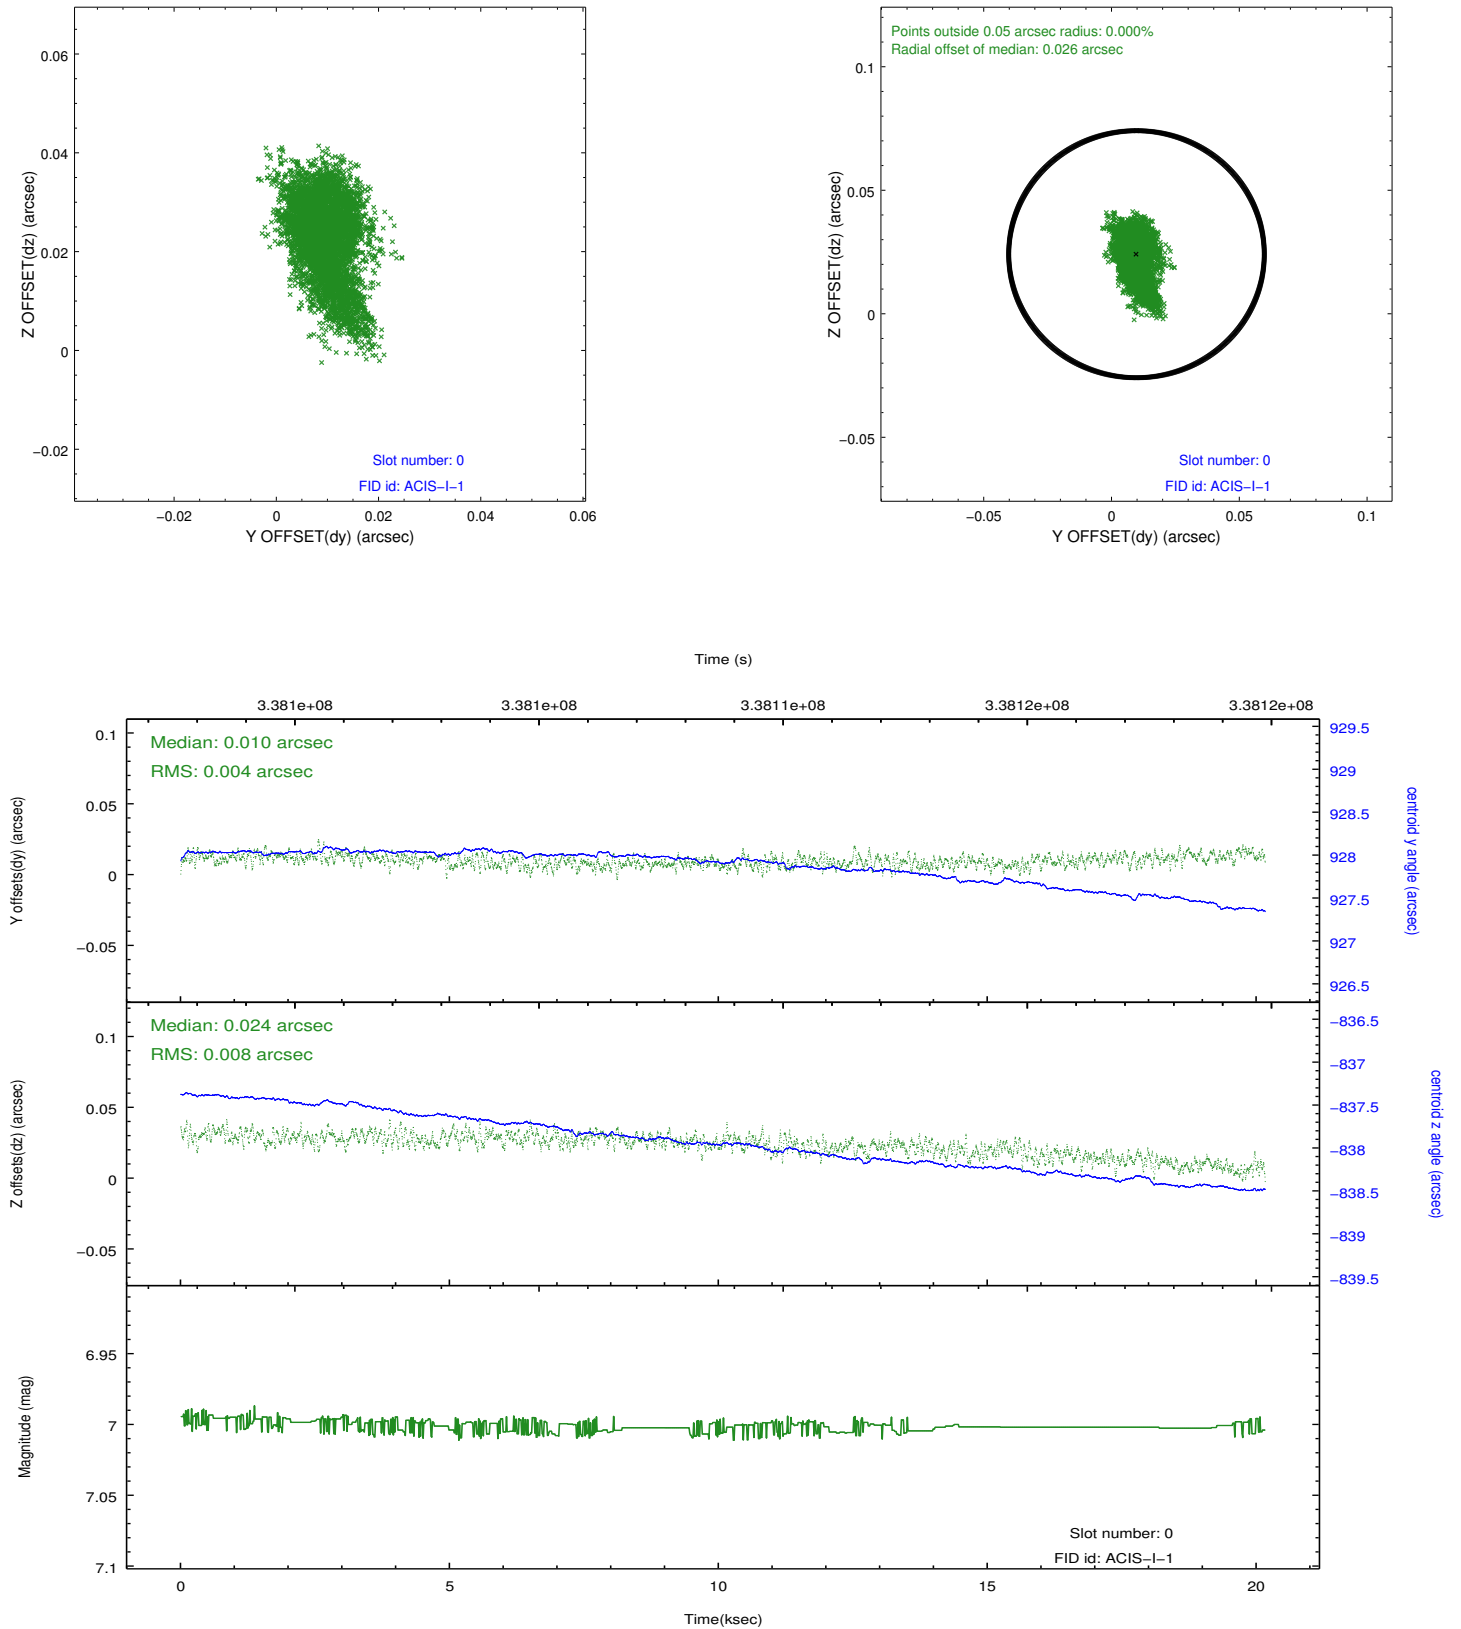 0.06
0.04
0.02
0
−0.02
Z OFFSET(dz) (arcsec)
Slot number: 0
FID id: ACIS−I−1
−0.02 0 0.02 0.04 0.06
Y OFFSET(dy) (arcsec)
Points outside 0.05 arcsec radius: 0.000%
Radial offset of median: 0.026 arcsec
0.1
0.05
0
−0.05
Z OFFSET(dz) (arcsec)
Slot number: 0
FID id: ACIS−I−1
−0.05 0 0.05 0.1
Y OFFSET(dy) (arcsec)
Time (s)
3.381e+08 3.381e+08 3.3811e+08 3.3812e+08 3.3812e+08
Median: 0.010 arcsec
RMS: 0.004 arcsec
0.1
0.05
0
−0.05
Y offsets(dy) (arcsec)
929.5
929
928.5
928
927.5
927
926.5
centroid y angle (arcsec)
Median: 0.024 arcsec
RMS: 0.008 arcsec
0.1
0.05
0
−0.05
Z offsets(dz) (arcsec)
−836.5
−837
−837.5
−838
−838.5
−839
−839.5
centroid z angle (arcsec)
6.95
7
7.05
7.1
Magnitude (mag)
Slot number: 0
FID id: ACIS−I−1
0 5 10 15 20
Time(ksec)